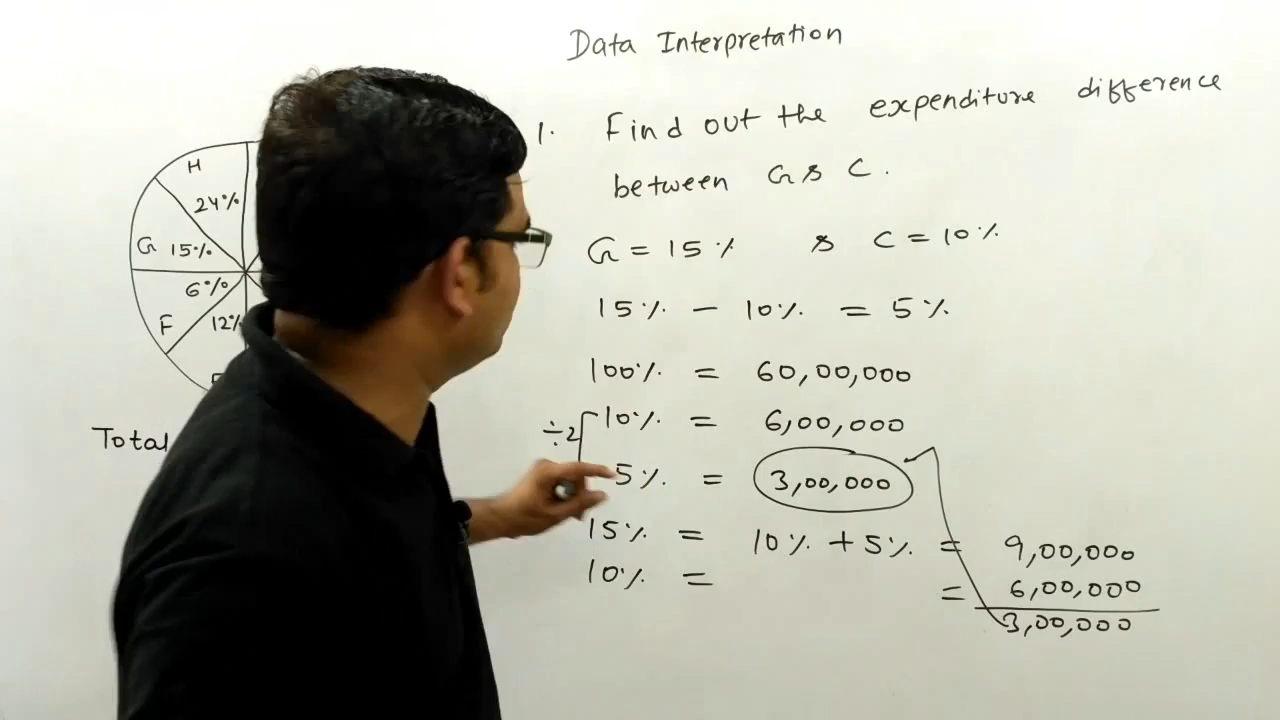 Data Interpretation
1. Find out the expenditure difference
between G & C.
G = 15% & C = 10%
15% - 10% = 5%
100% = 60,00,000
÷2 10% = 6,00,000
5% = 3,00,000
15% = 10% + 5% = 9,00,000
10% = = 6,00,000
3,00,000
H
24%
G 15%
6%
F
12%
Total